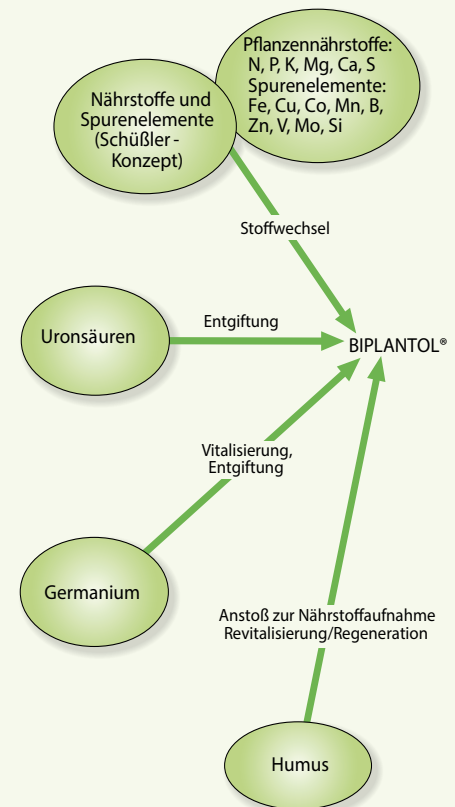 Pflanzennährstoffe:
N, P, K, Mg, Ca, S
Spurenelemente:
Fe, Cu, Co, Mn, B,
Zn, V, Mo, Si
Nährstoffe und
Spurenelemente
(Schüßler -
Konzept)
Stoffwechsel
Uronsäuren
Entgiftung
BIPLANTOL®
Vitalisierung,
Entgiftung
Germanium
Anstoß zur Nährstoffaufnahme
Revitalisierung/Regeneration
Humus